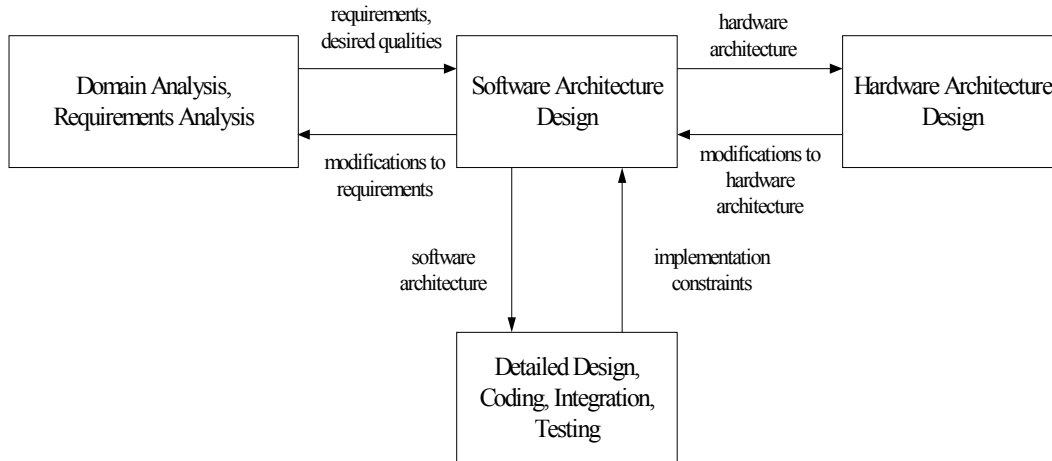 requirements,
desired qualities
hardware
architecture
Domain Analysis,
Requirements Analysis
Software Architecture
Design
Hardware Architecture
Design
modifications to
requirements
modifications to
hardware
architecture
software
architecture
implementation
constraints
Detailed Design,
Coding, Integration,
Testing